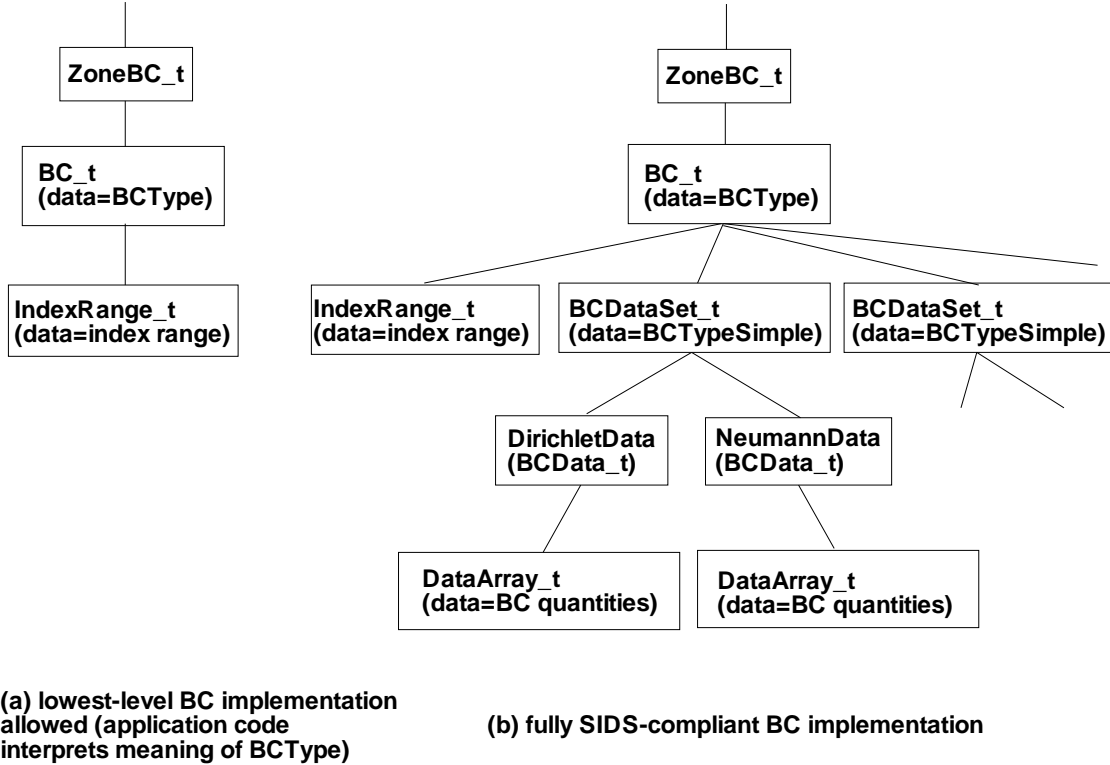 ZoneBC_t
BC_t
(data=BCType)
IndexRange_t
(data=index range)
(a) lowest-level BC implementation
allowed (application code
interprets meaning of BCType)
ZoneBC_t
BC_t
(data=BCType)
IndexRange_t
(data=index range)
BCDataSet_t
(data=BCTypeSimple)
BCDataSet_t
(data=BCTypeSimple)
DirichletData
(BCData_t)
NeumannData
(BCData_t)
DataArray_t
(data=BC quantities)
DataArray_t
(data=BC quantities)
(b) fully SIDS-compliant BC implementation